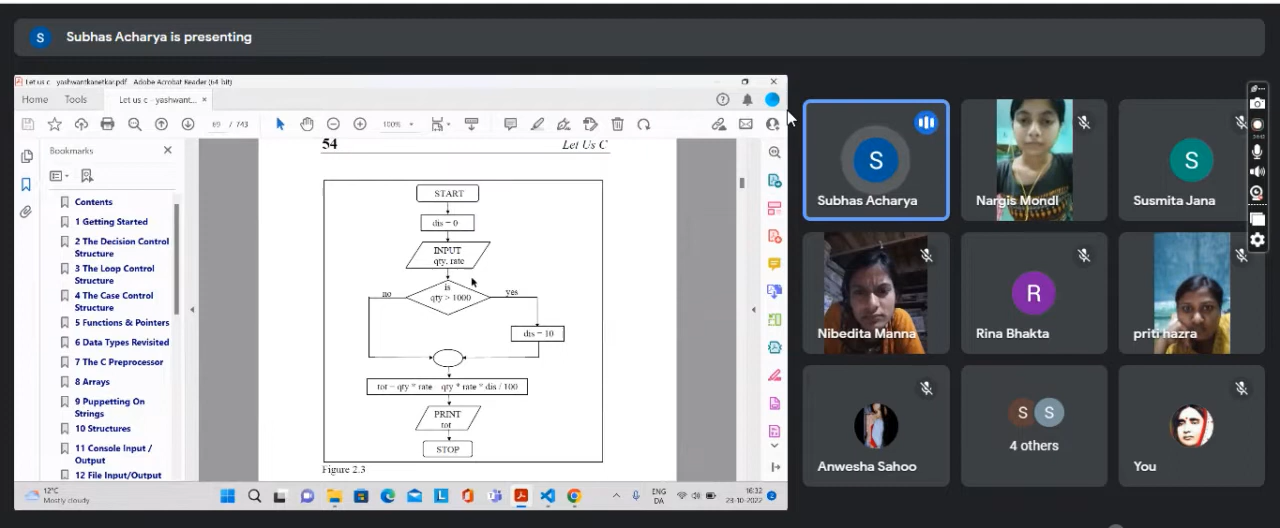 S Subhas Acharya is presenting
Let us c - yashwantkanetkar.pdf - Adobe Acrobat Reader (64-bit)
Home Tools Let us c - yashwant... ×
69 / 743 100%
Bookmarks
Contents
1 Getting Started
2 The Decision Control
Structure
3 The Loop Control
Structure
4 The Case Control
Structure
5 Functions & Pointers
6 Data Types Revisited
7 The C Preprocessor
8 Arrays
9 Puppetting On
Strings
10 Structures
11 Console Input /
Output
12 File Input/Output
54 Let Us C
START
dis = 0
INPUT
qty, rate
is
qty > 1000
no yes
dis = 10
tot = qty * rate - qty * rate * dis / 100
PRINT
tot
STOP
Figure 2.3
12°C
Mostly cloudy
ENG
DA
16:32
23-10-2022
S
Subhas Acharya
Nargis Mondl
S
Susmita Jana
Nibedita Manna
R
Rina Bhakta
priti hazra
Anwesha Sahoo
S S
4 others
You